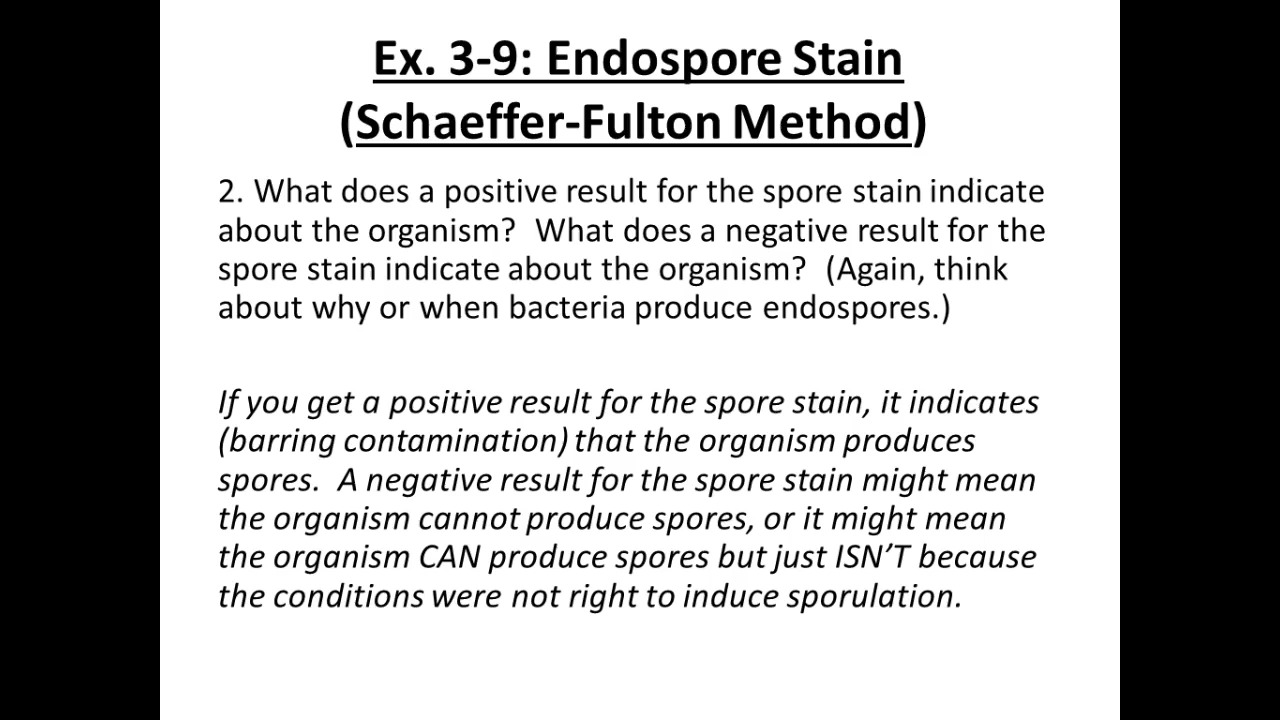 Ex. 3-9: Endospore Stain
(Schaeffer-Fulton Method)
2. What does a positive result for the spore stain indicate
about the organism?  What does a negative result for the
spore stain indicate about the organism?  (Again, think
about why or when bacteria produce endospores.)
If you get a positive result for the spore stain, it indicates
(barring contamination) that the organism produces
spores.  A negative result for the spore stain might mean
the organism cannot produce spores, or it might mean
the organism CAN produce spores but just ISN’T because
the conditions were not right to induce sporulation.